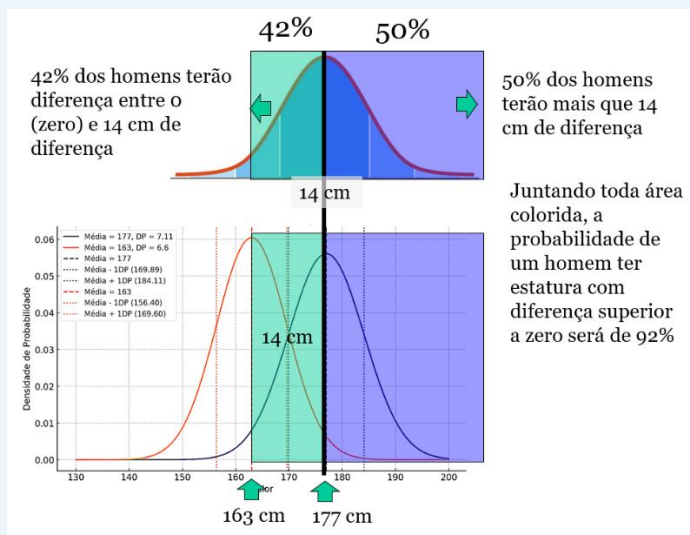 42%
50%
42% dos homens terão
diferença entre 0
(zero) e 14 cm de
diferença
50% dos homens
terão mais que 14
cm de diferença
14 cm
Juntando toda área
colorida, a
probabilidade de
um homem ter
estatura com
diferença superior
a zero será de 92%
Média = 177, DP = 7.11
Média = 163, DP = 6.6
Média = 177
Média - 1DP (169.89)
Média + 1DP (184.11)
Média = 163
Média - 1DP (156.40)
Média + 1DP (169.60)
Densidade de Probabilidade
0.06
0.05
0.04
0.03
0.02
0.01
0.00
14 cm
130 140 150 160 170 180 190 200
alor
163 cm
177 cm